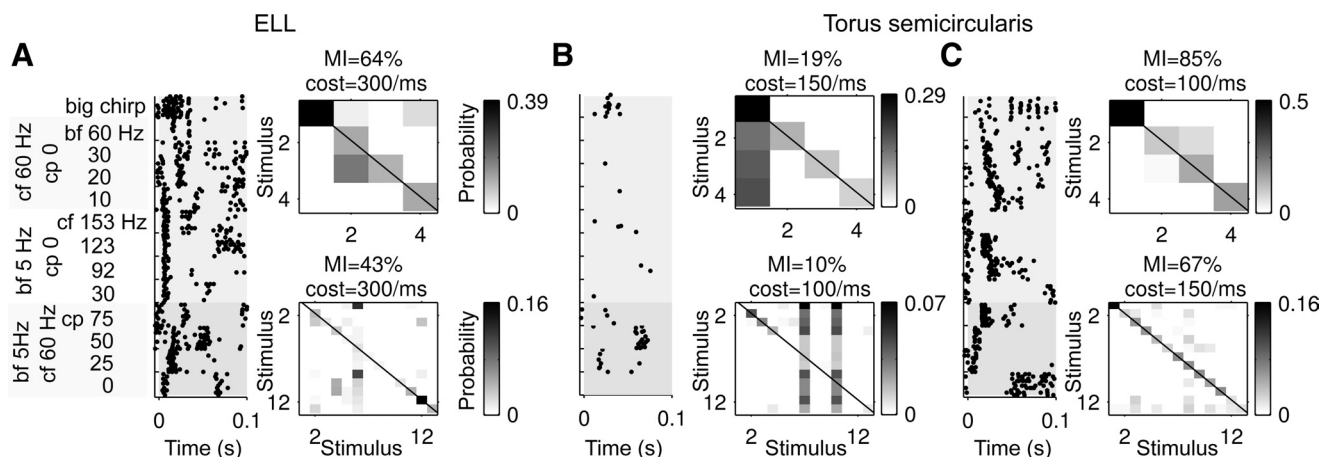 ELL
Torus semicircularis
A
B
C
MI=64%
cost=300/ms
MI=19%
cost=150/ms
MI=85%
cost=100/ms
big chirp
cf 60 Hz
cp 0
bf 60 Hz
30
20
10
bf 5 Hz
cp 0
cf 153 Hz
123
92
30
bf 5Hz
cf 60 Hz
cp 75
50
25
0
0
0.1
Time (s)
Stimulus
2
4
2
4
0.39
0
Probability
MI=43%
cost=300/ms
Stimulus
2
12
2
12
Stimulus
0.16
0
Probability
0
0.1
Time (s)
Stimulus
2
4
2
4
0.29
0
MI=10%
cost=100/ms
Stimulus
2
12
2
12
Stimulus
0.07
0
0
0.1
Time (s)
Stimulus
2
4
2
4
0.5
0
MI=67%
cost=150/ms
Stimulus
2
12
2
12
Stimulus
0.16
0